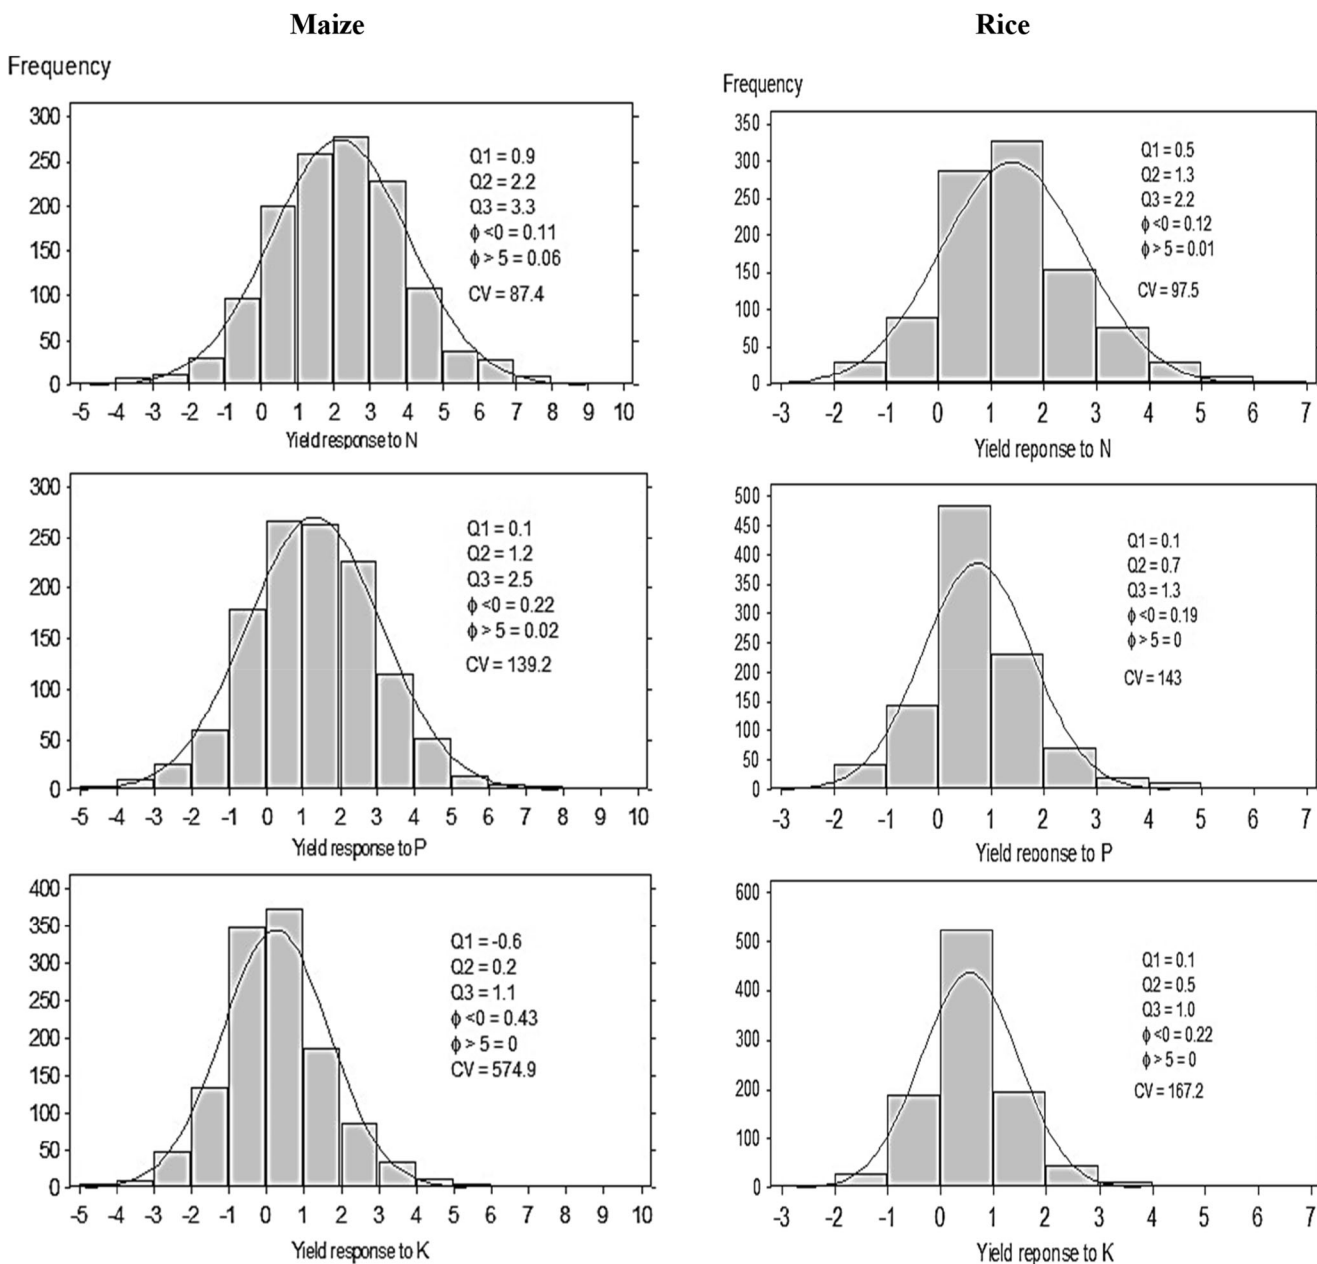 Maize
Frequency
300
250
200
150
100
50
0
Q1 = 0.9
Q2 = 2.2
Q3 = 3.3
ϕ <0 = 0.11
ϕ > 5 = 0.06
CV = 87.4
-5 -4 -3 -2 -1 0 1 2 3 4 5 6 7 8 9 10
Yield response to N
Rice
Frequency
350
300
250
200
150
100
50
0
Q1 = 0.5
Q2 = 1.3
Q3 = 2.2
ϕ <0 = 0.12
ϕ > 5 = 0.01
CV = 97.5
-3 -2 -1 0 1 2 3 4 5 6 7
Yield reponse to N
300
250
200
150
100
50
0
Q1 = 0.1
Q2 = 1.2
Q3 = 2.5
ϕ <0 = 0.22
ϕ > 5 = 0.02
CV = 139.2
-5 -4 -3 -2 -1 0 1 2 3 4 5 6 7 8 9 10
Yield response to P
500
450
400
350
300
250
200
150
100
50
0
Q1 = 0.1
Q2 = 0.7
Q3 = 1.3
ϕ <0 = 0.19
ϕ > 5 = 0
CV = 143
-3 -2 -1 0 1 2 3 4 5 6 7
Yield reponse to P
400
350
300
250
200
150
100
50
0
Q1 = -0.6
Q2 = 0.2
Q3 = 1.1
ϕ <0 = 0.43
ϕ > 5 = 0
CV = 574.9
-5 -4 -3 -2 -1 0 1 2 3 4 5 6 7 8 9 10
Yield response to K
600
500
400
300
200
100
0
Q1 = 0.1
Q2 = 0.5
Q3 = 1.0
ϕ <0 = 0.22
ϕ > 5 = 0
CV = 167.2
-3 -2 -1 0 1 2 3 4 5 6 7
Yield reponse to K